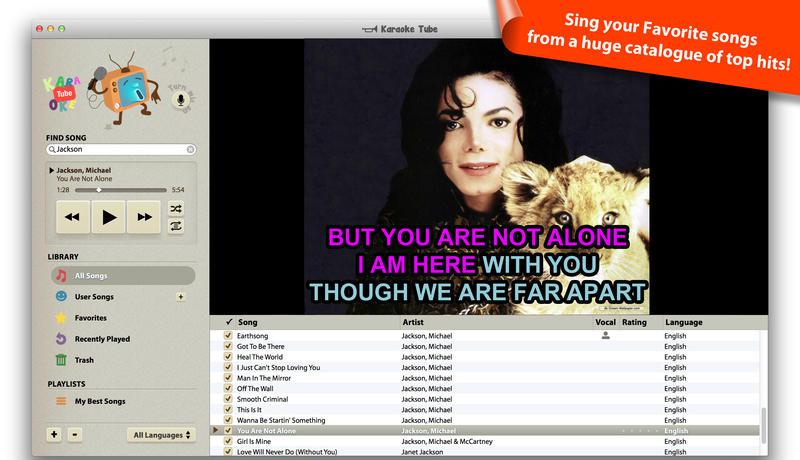 Karaoke Tube
Sing your Favorite songs
from a huge catalogue of top hits!
KARA
Tube
OKE
Turn mic on
FIND SONG
Jackson
Jackson, Michael
You Are Not Alone
1:28 5:54
LIBRARY
All Songs
User Songs +
Favorites
Recently Played
Trash
PLAYLISTS
My Best Songs
+ - All Languages
BUT YOU ARE NOT ALONE
I AM HERE WITH YOU
THOUGH WE ARE FAR APART
✓ Song Artist Vocal Rating Language
Earthsong Jackson, Michael English
Got To Be There Jackson, Michael English
Heal The World Jackson, Michael English
I Just Can't Stop Loving You Jackson, Michael English
Man In The Mirror Jackson, Michael English
Off The Wall Jackson, Michael English
Smooth Criminal Jackson, Michael English
This Is It Jackson, Michael English
Wanna Be Startin' Something Jackson, Michael English
You Are Not Alone Jackson, Michael English
Girl Is Mine Jackson, Michael & McCartney English
Love Will Never Do (Without You) Janet Jackson English